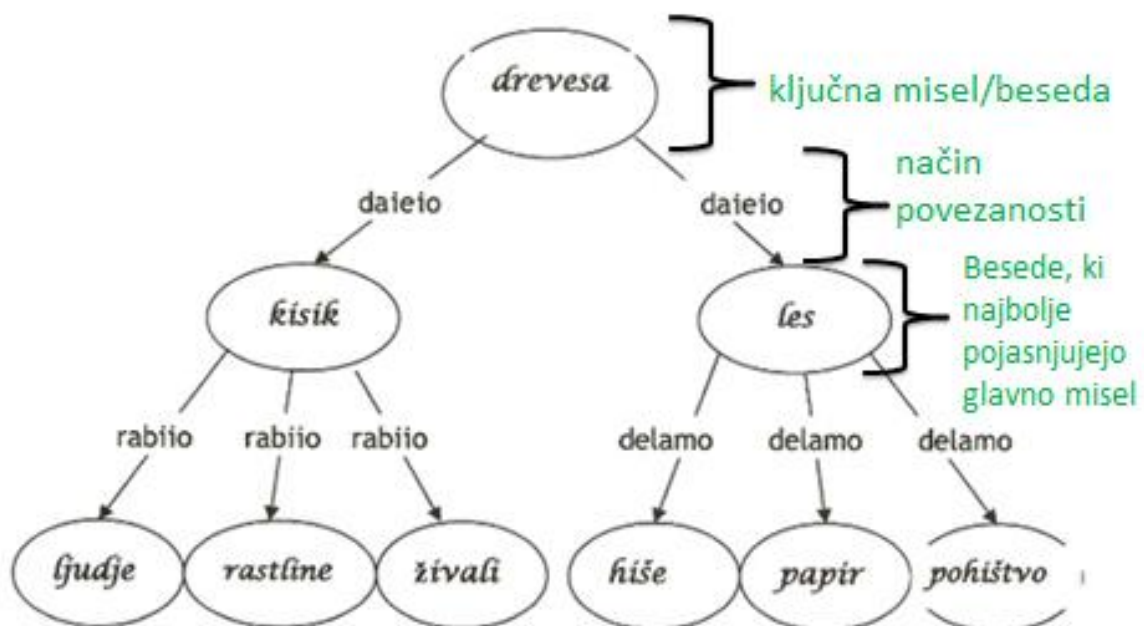 drevesa
ključna misel/beseda
način
povezanosti
daieio
daieio
Besede, ki
najbolje
pojasnjujejo
glavno misel
kisik
les
rabiio
rabiio
rabiio
delamo
delamo
delamo
ljudje
rastline
živali
hiše
papir
pohištvo